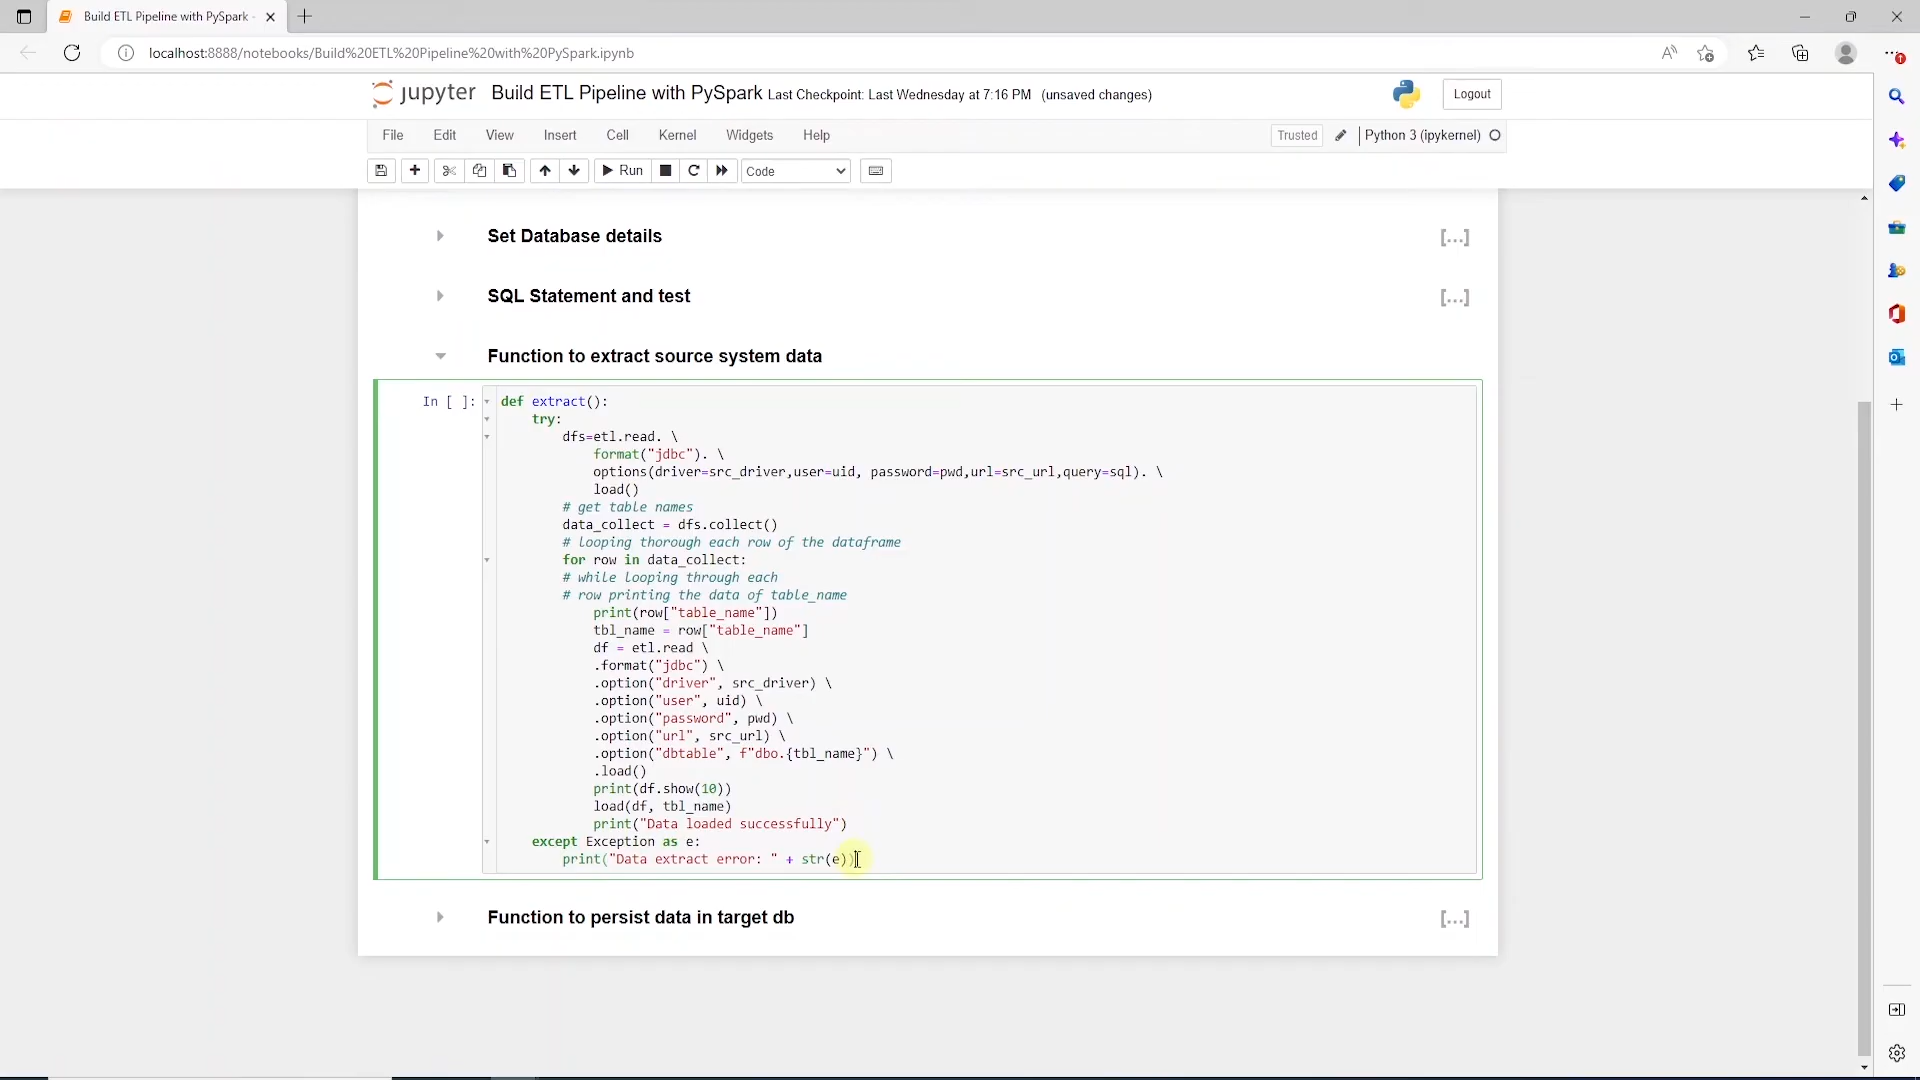 Build ETL Pipeline with PySpark -
localhost:8888/notebooks/Build%20ETL%20Pipeline%20with%20PySpark.ipynb
jupyter Build ETL Pipeline with PySpark Last Checkpoint: Last Wednesday at 7:16 PM (unsaved changes)
Logout
File Edit View Insert Cell Kernel Widgets Help
Trusted Python 3 (ipykernel)
Run Code
Set Database details [...]
SQL Statement and test [...]
Function to extract source system data
In [ ]: def extract():
try:
dfs=etl.read. \
format("jdbc"). \
options(driver=src_driver,user=uid, password=pwd,url=src_url,query=sql). \
load()
# get table names
data_collect = dfs.collect()
# looping thorough each row of the dataframe
for row in data_collect:
# while looping through each
# row printing the data of table_name
print(row["table_name"])
tbl_name = row["table_name"]
df = etl.read \
.format("jdbc") \
.option("driver", src_driver) \
.option("user", uid) \
.option("password", pwd) \
.option("url", src_url) \
.option("dbtable", f"dbo.{tbl_name}") \
.load()
print(df.show(10))
load(df, tbl_name)
print("Data loaded successfully")
except Exception as e:
print("Data extract error: " + str(e))
Function to persist data in target db [...]